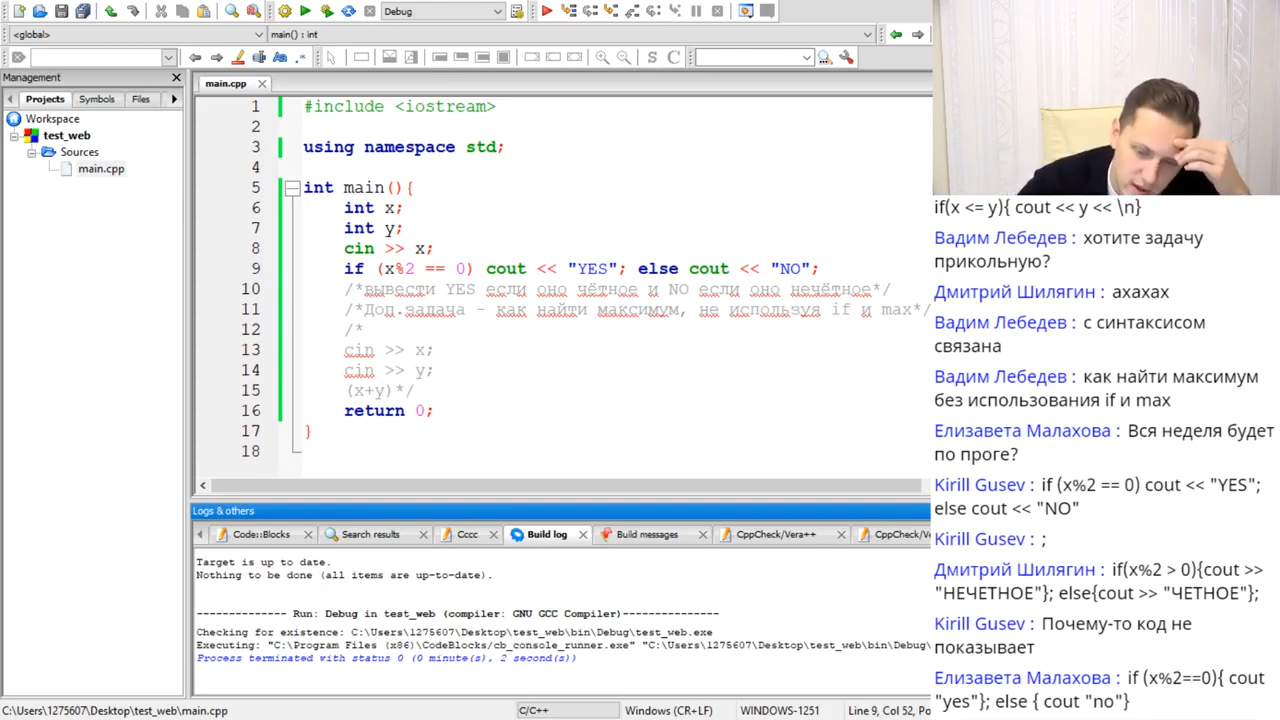 Debug
<global>
main() : int
S
C
Management
main.cpp
Projects
Symbols
Files
Workspace
test_web
Sources
main.cpp
1 #include <iostream>
2
3 using namespace std;
4
5 int main(){
6 int x;
7 int y;
8 cin >> x;
9 if (x%2 == 0) cout << "YES"; else cout << "NO";
10 /*вывести YES если оно чётное и NO если оно нечётное*/
11 /*Доп.задача - как найти максимум, не используя if и max*/
12 /*
13 cin >> x;
14 cin >> y;
15 (x+y)*/
16 return 0;
17 }
18
if(x <= y){ cout << y << \n}
Вадим Лебедев : хотите задачу
прикольную?
Дмитрий Шилягин : ахахах
Вадим Лебедев : с синтаксисом
связана
Вадим Лебедев : как найти максимум
без использования if и max
Елизавета Малахова : Вся неделя будет
по проге?
Kirill Gusev : if (x%2 == 0) cout << "YES";
else cout << "NO"
Kirill Gusev : ;
Дмитрий Шилягин : if(x%2 > 0){cout >>
"НЕЧЕТНОЕ"}; else{cout >> "ЧЕТНОЕ"};
Kirill Gusev : Почему-то код не
показывает
Елизавета Малахова : if (x%2==0){ cout
"yes"}; else { cout "no"}
Logs & others
Code::Blocks
Search results
Cccc
Build log
Build messages
CppCheck/Vera++
CppCheck/Ve
Target is up to date.
Nothing to be done (all items are up-to-date).
-------------- Run: Debug in test_web (compiler: GNU GCC Compiler)---------------
Checking for existence: C:\Users\1275607\Desktop\test_web\bin\Debug\test_web.exe
Executing: "C:\Program Files (x86)\CodeBlocks/cb_console_runner.exe" "C:\Users\1275607\Desktop\test_web\bin\Debu
Process terminated with status 0 (0 minute(s), 2 second(s))
C:\Users\1275607\Desktop\test_web\main.cpp
C/C++
Windows (CR+LF)
WINDOWS-1251
Line 9, Col 52, Po